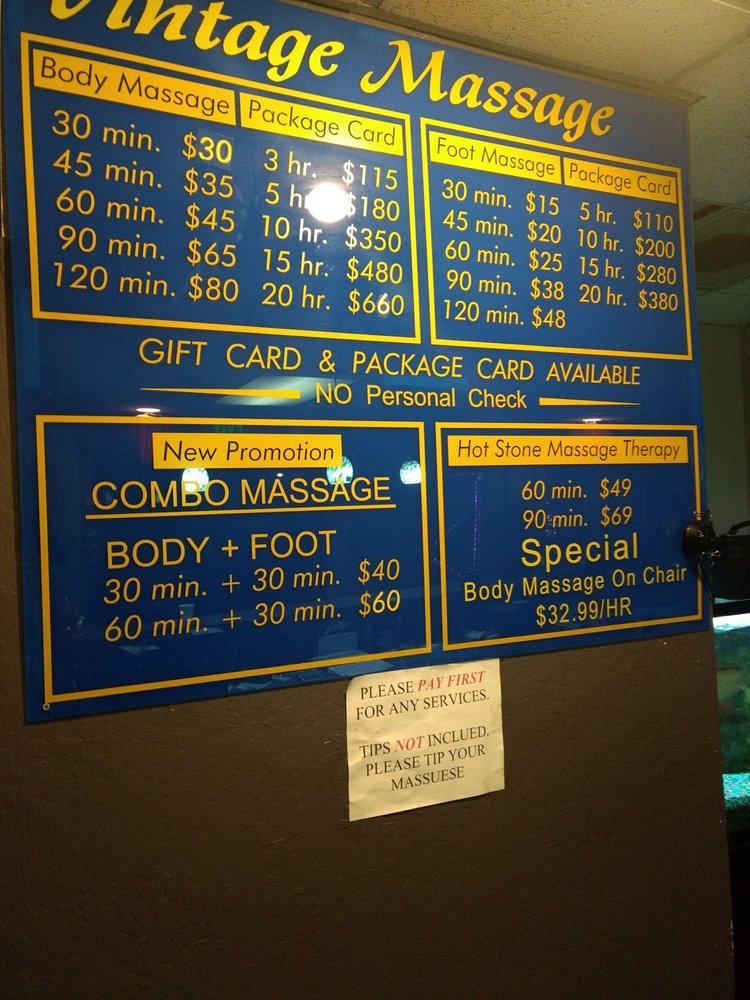 Vintage Massage
Body Massage Package Card
30 min. $30 3 hr. $115
45 min. $35 5 hr. $180
60 min. $45 10 hr. $350
90 min. $65 15 hr. $480
120 min. $80 20 hr. $660
Foot Massage Package Card
30 min. $15 5 hr. $110
45 min. $20 10 hr. $200
60 min. $25 15 hr. $280
90 min. $38 20 hr. $380
120 min. $48
GIFT CARD & PACKAGE CARD AVAILABLE
NO Personal Check
New Promotion
COMBO MASSAGE
BODY + FOOT
30 min. + 30 min. $40
60 min. + 30 min. $60
Hot Stone Massage Therapy
60 min. $49
90 min. $69
Special
Body Massage On Chair
$32.99/HR
PLEASE PAY FIRST
FOR ANY SERVICES.
TIPS NOT INCLUED.
PLEASE TIP YOUR
MASSUESE